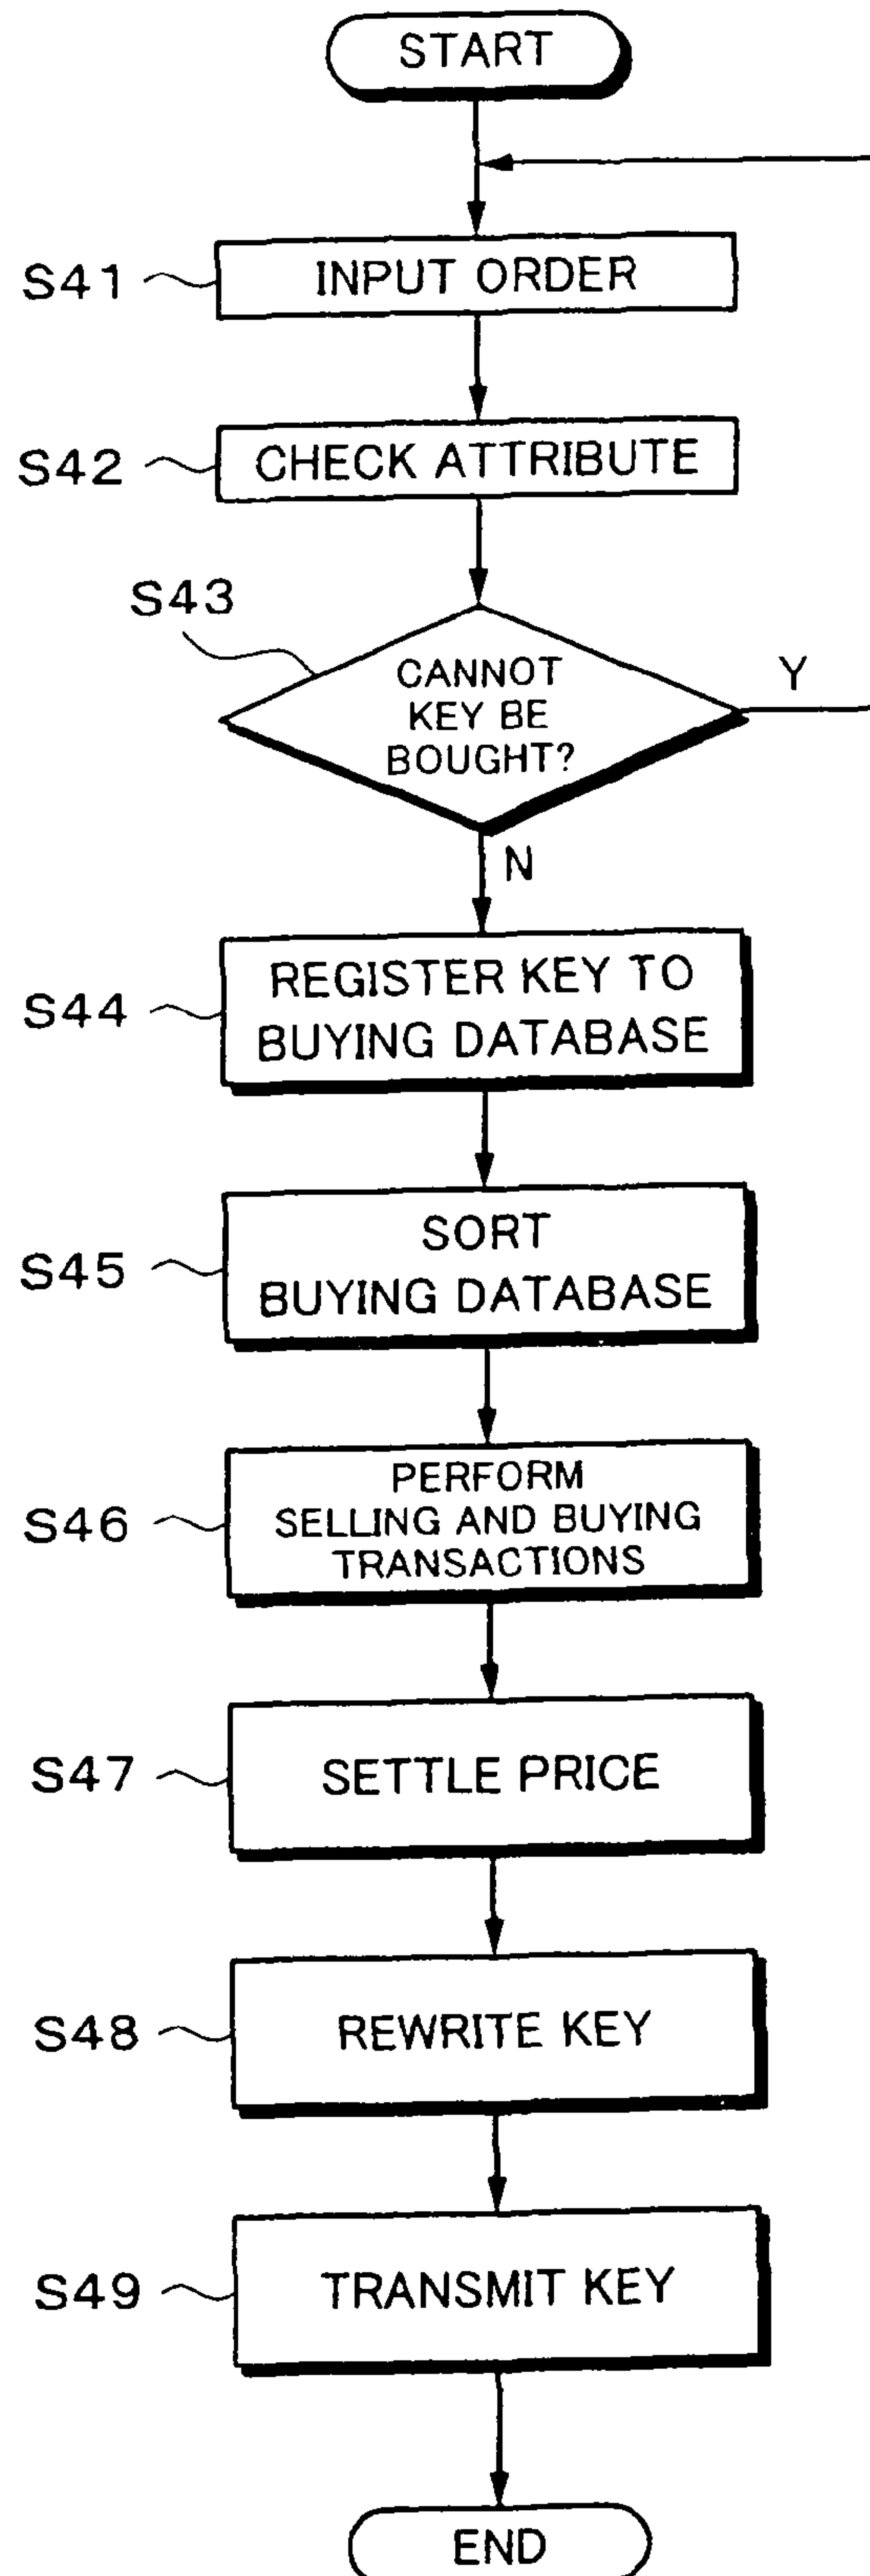 START
S41
INPUT ORDER
S42
CHECK ATTRIBUTE
S43
CANNOT
KEY BE
BOUGHT?
Y
N
S44
REGISTER KEY TO
BUYING DATABASE
S45
SORT
BUYING DATABASE
S46
PERFORM
SELLING AND BUYING
TRANSACTIONS
S47
SETTLE PRICE
S48
REWRITE KEY
S49
TRANSMIT KEY
END